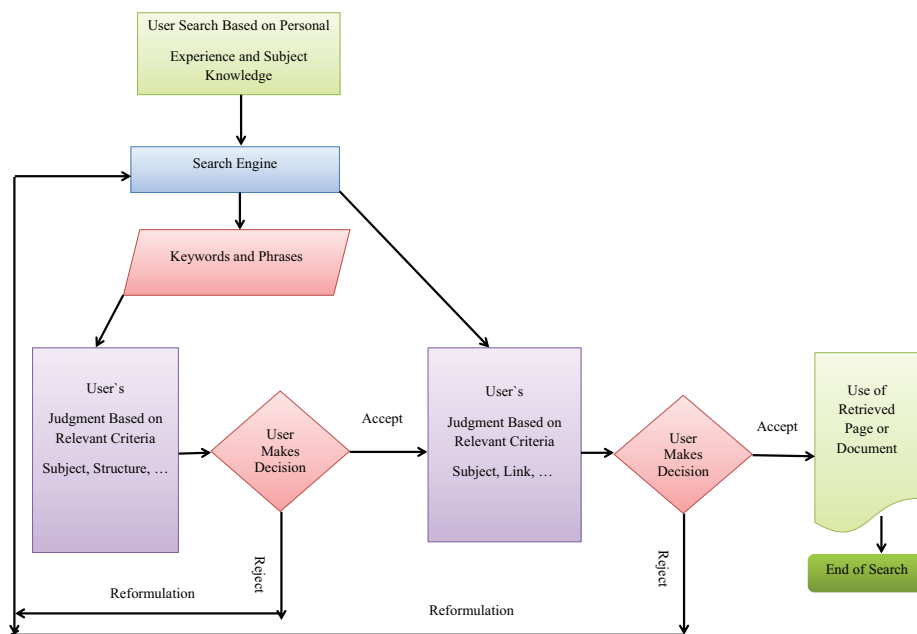 User Search Based on Personal
Experience and Subject
Knowledge
Search Engine
Keywords and Phrases
User`s
Judgment Based on
Relevant Criteria
Subject, Structure, …
User
Makes
Decision
Accept
Reject
Reformulation
User`s
Judgment Based on
Relevant Criteria
Subject, Link, …
User
Makes
Decision
Accept
Reject
Reformulation
Use of
Retrieved
Page or
Document
End of Search